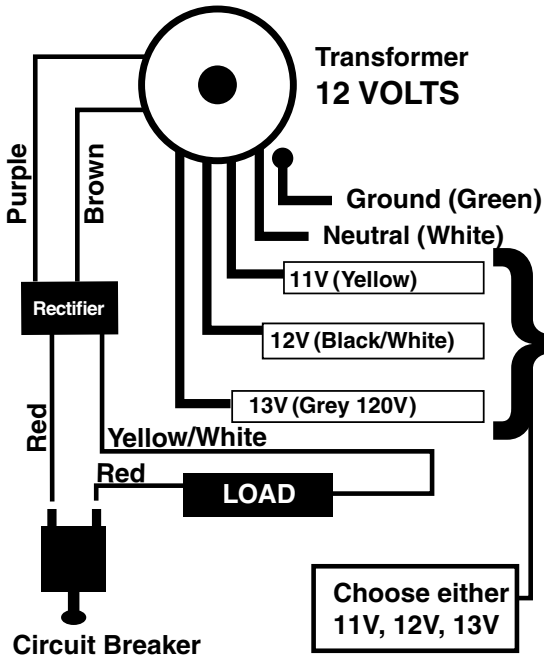 Transformer
12 VOLTS
Purple
Brown
Ground (Green)
Neutral (White)
11V (Yellow)
Rectifier
12V (Black/White)
13V (Grey 120V)
Red
Yellow/White
Red
LOAD
Choose either
11V, 12V, 13V
Circuit Breaker